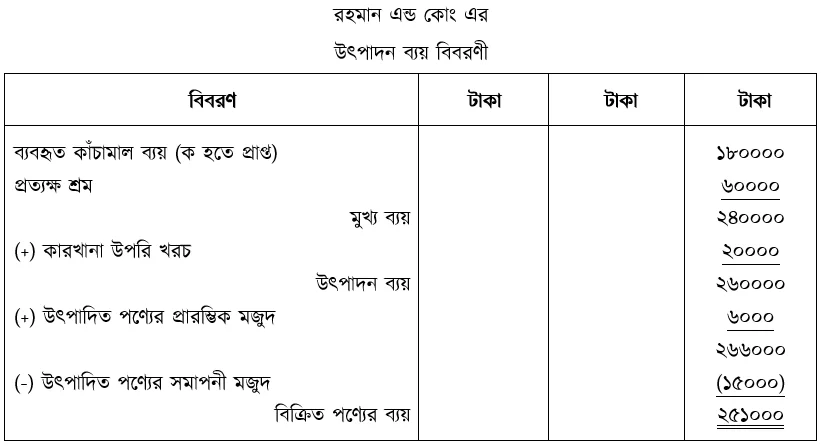 রহমান এন্ড কোং এর
উৎপাদন ব্যয় বিবরণী
বিবরণ টাকা টাকা টাকা
ব্যবহৃত কাঁচামাল ব্যয় (ক হতে প্রাপ্ত) ১৮০০০০
প্রত্যক্ষ শ্রম ৬০০০০
মুখ্য ব্যয় ২৪০০০০
(+) কারখানা উপরি খরচ ২০০০০
উৎপাদন ব্যয় ২৬০০০০
(+) উৎপাদিত পণ্যের প্রারম্ভিক মজুদ ৬০০০
২৬৬০০০
(-) উৎপাদিত পণ্যের সমাপনী মজুদ (১৫০০০)
বিক্রিত পণ্যের ব্যয় ২৫১০০০